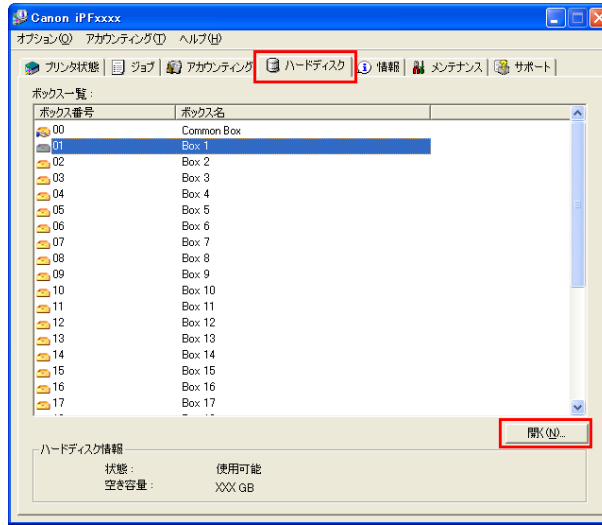 Canon iPFxxxx
オプション(O) アカウンティング(T) ヘルプ(H)
プリンタ状態 ジョブ アカウンティング ハードディスク 情報 メンテナンス サポート
ボックス一覧 :
ボックス番号 ボックス名
00 Common Box
01 Box 1
02 Box 2
03 Box 3
04 Box 4
05 Box 5
06 Box 6
07 Box 7
08 Box 8
09 Box 9
10 Box 10
11 Box 11
12 Box 12
13 Box 13
14 Box 14
15 Box 15
16 Box 16
17 Box 17
開く(N)...
ハードディスク情報
状態 : 使用可能
空き容量 : XXX GB